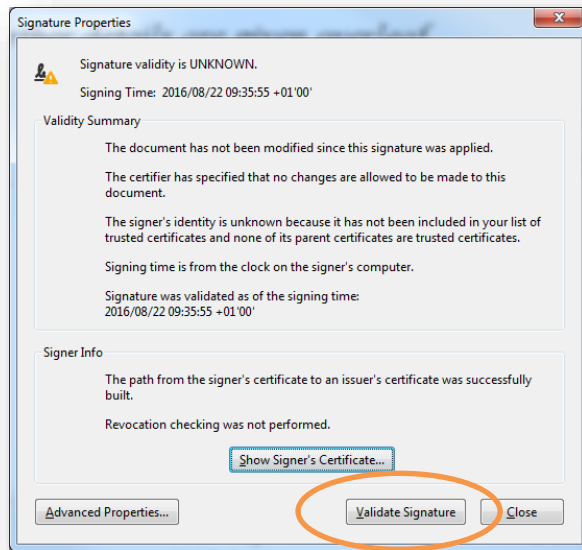 Signature Properties
Signature validity is UNKNOWN.
Signing Time: 2016/08/22 09:35:55 +01'00'
Validity Summary
The document has not been modified since this signature was applied.
The certifier has specified that no changes are allowed to be made to this
document.
The signer's identity is unknown because it has not been included in your list of
trusted certificates and none of its parent certificates are trusted certificates.
Signing time is from the clock on the signer's computer.
Signature was validated as of the signing time:
2016/08/22 09:35:55 +01'00'
Signer Info
The path from the signer's certificate to an issuer's certificate was successfully
built.
Revocation checking was not performed.
Show Signer's Certificate...
Advanced Properties...
Validate Signature
Close